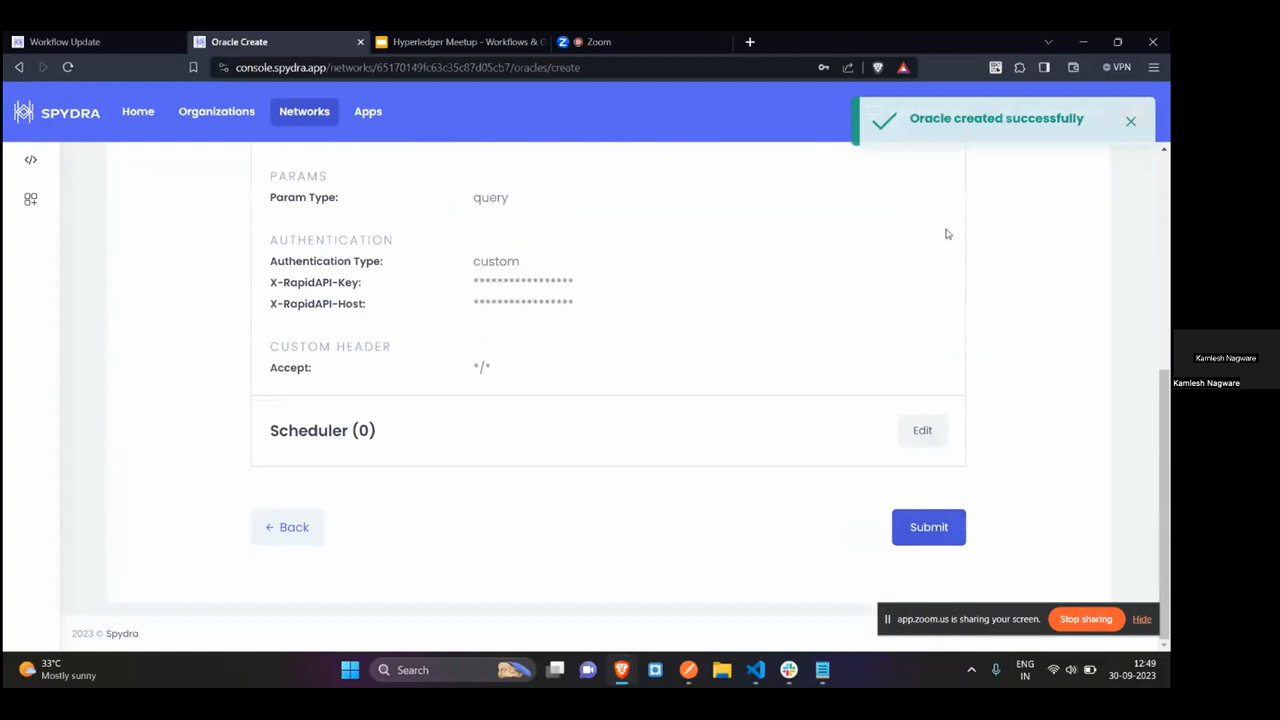 Workflow Update
Oracle Create
Hyperledger Meetup - Workflows & O
Zoom
console.spydra.app/networks/65170149fc63c35c87d05cb7/oracles/create
VPN
SPYDRA
Home
Organizations
Networks
Apps
Oracle created successfully
PARAMS
Param Type: query
AUTHENTICATION
Authentication Type: custom
X-RapidAPI-Key: *****************
X-RapidAPI-Host: *****************
CUSTOM HEADER
Accept: */*
Scheduler (0)
Edit
← Back
Submit
Kamlesh Nagware
Kamlesh Nagware
app.zoom.us is sharing your screen.
Stop sharing
Hide
2023 © Spydra
33°C
Mostly sunny
Search
ENG
IN
12:49
30-09-2023